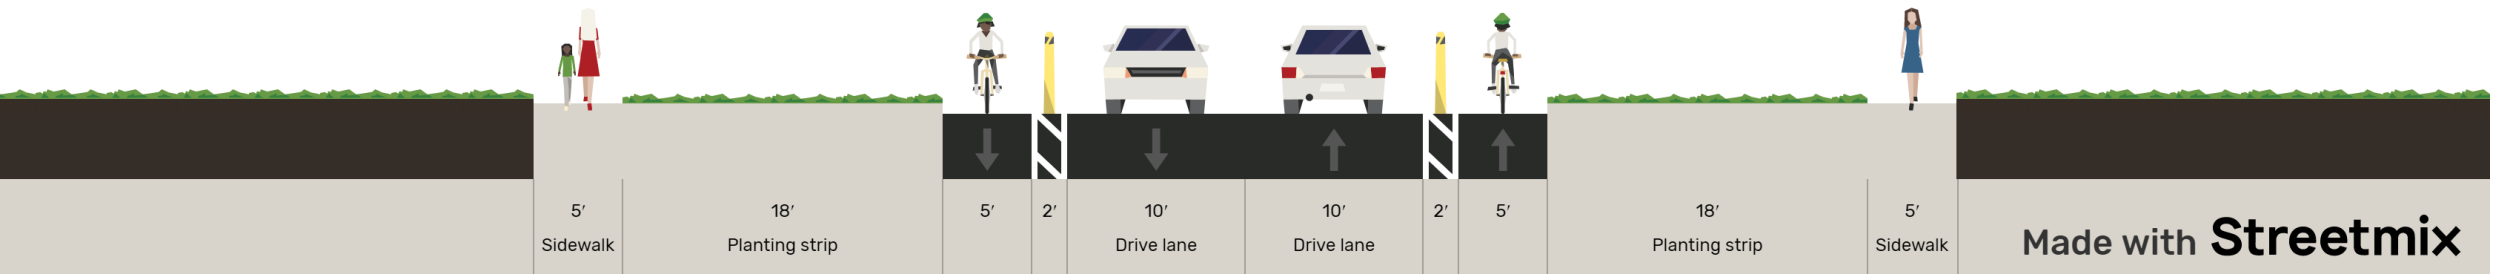 5′ 18′ 5′ 2′ 10′ 10′ 2′ 5′ 18′ 5′
Sidewalk Planting strip Drive lane Drive lane Planting strip Sidewalk
Made with Streetmix